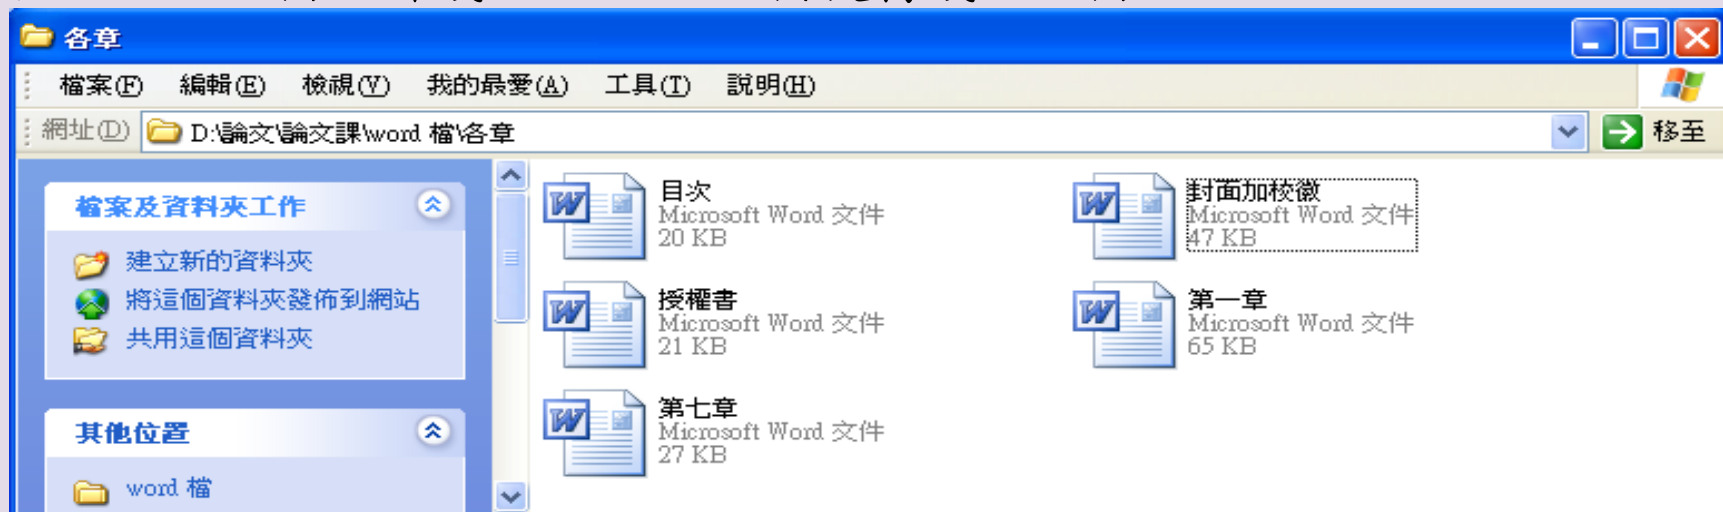 各章
檔案(F) 編輯(E) 檢視(V) 我的最愛(A) 工具(T) 說明(H)
網址(D) D:\論文\論文課\word 檔\各章 移至
檔案及資料夾工作
建立新的資料夾
將這個資料夾發佈到網站
共用這個資料夾
其他位置
word 檔
目次
Microsoft Word 文件
20 KB
封面加校徽
Microsoft Word 文件
47 KB
授權書
Microsoft Word 文件
21 KB
第一章
Microsoft Word 文件
65 KB
第七章
Microsoft Word 文件
27 KB